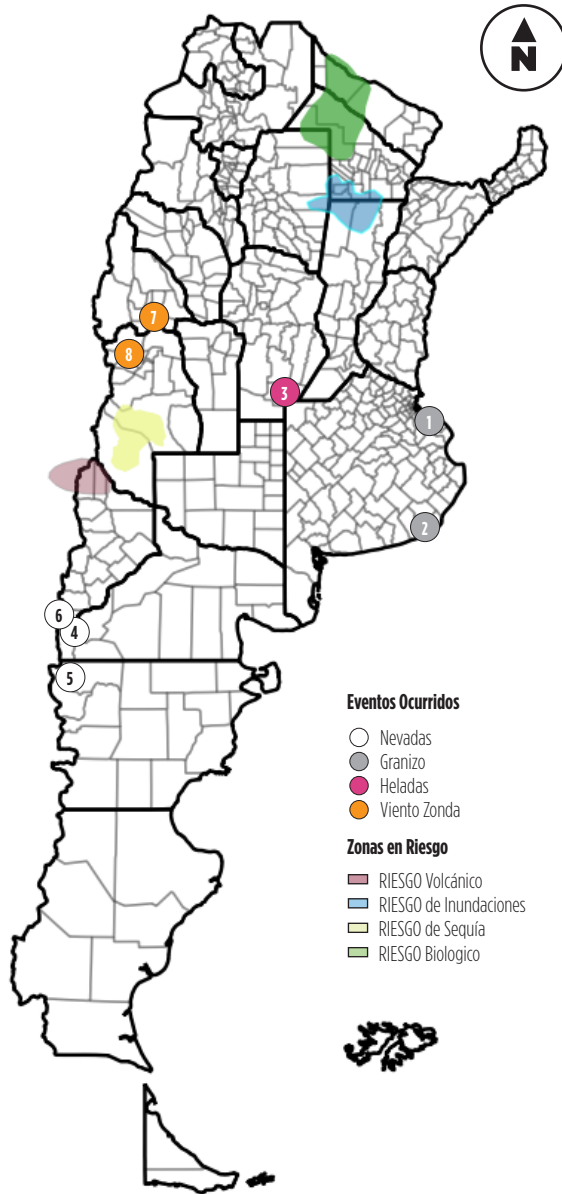 N
7
8
3
1
2
6
4
5
Eventos Ocurridos
Nevadas
Granizo
Heladas
Viento Zonda
Zonas en Riesgo
RIESGO Volcánico
RIESGO de Inundaciones
RIESGO de Sequía
RIESGO Biologico